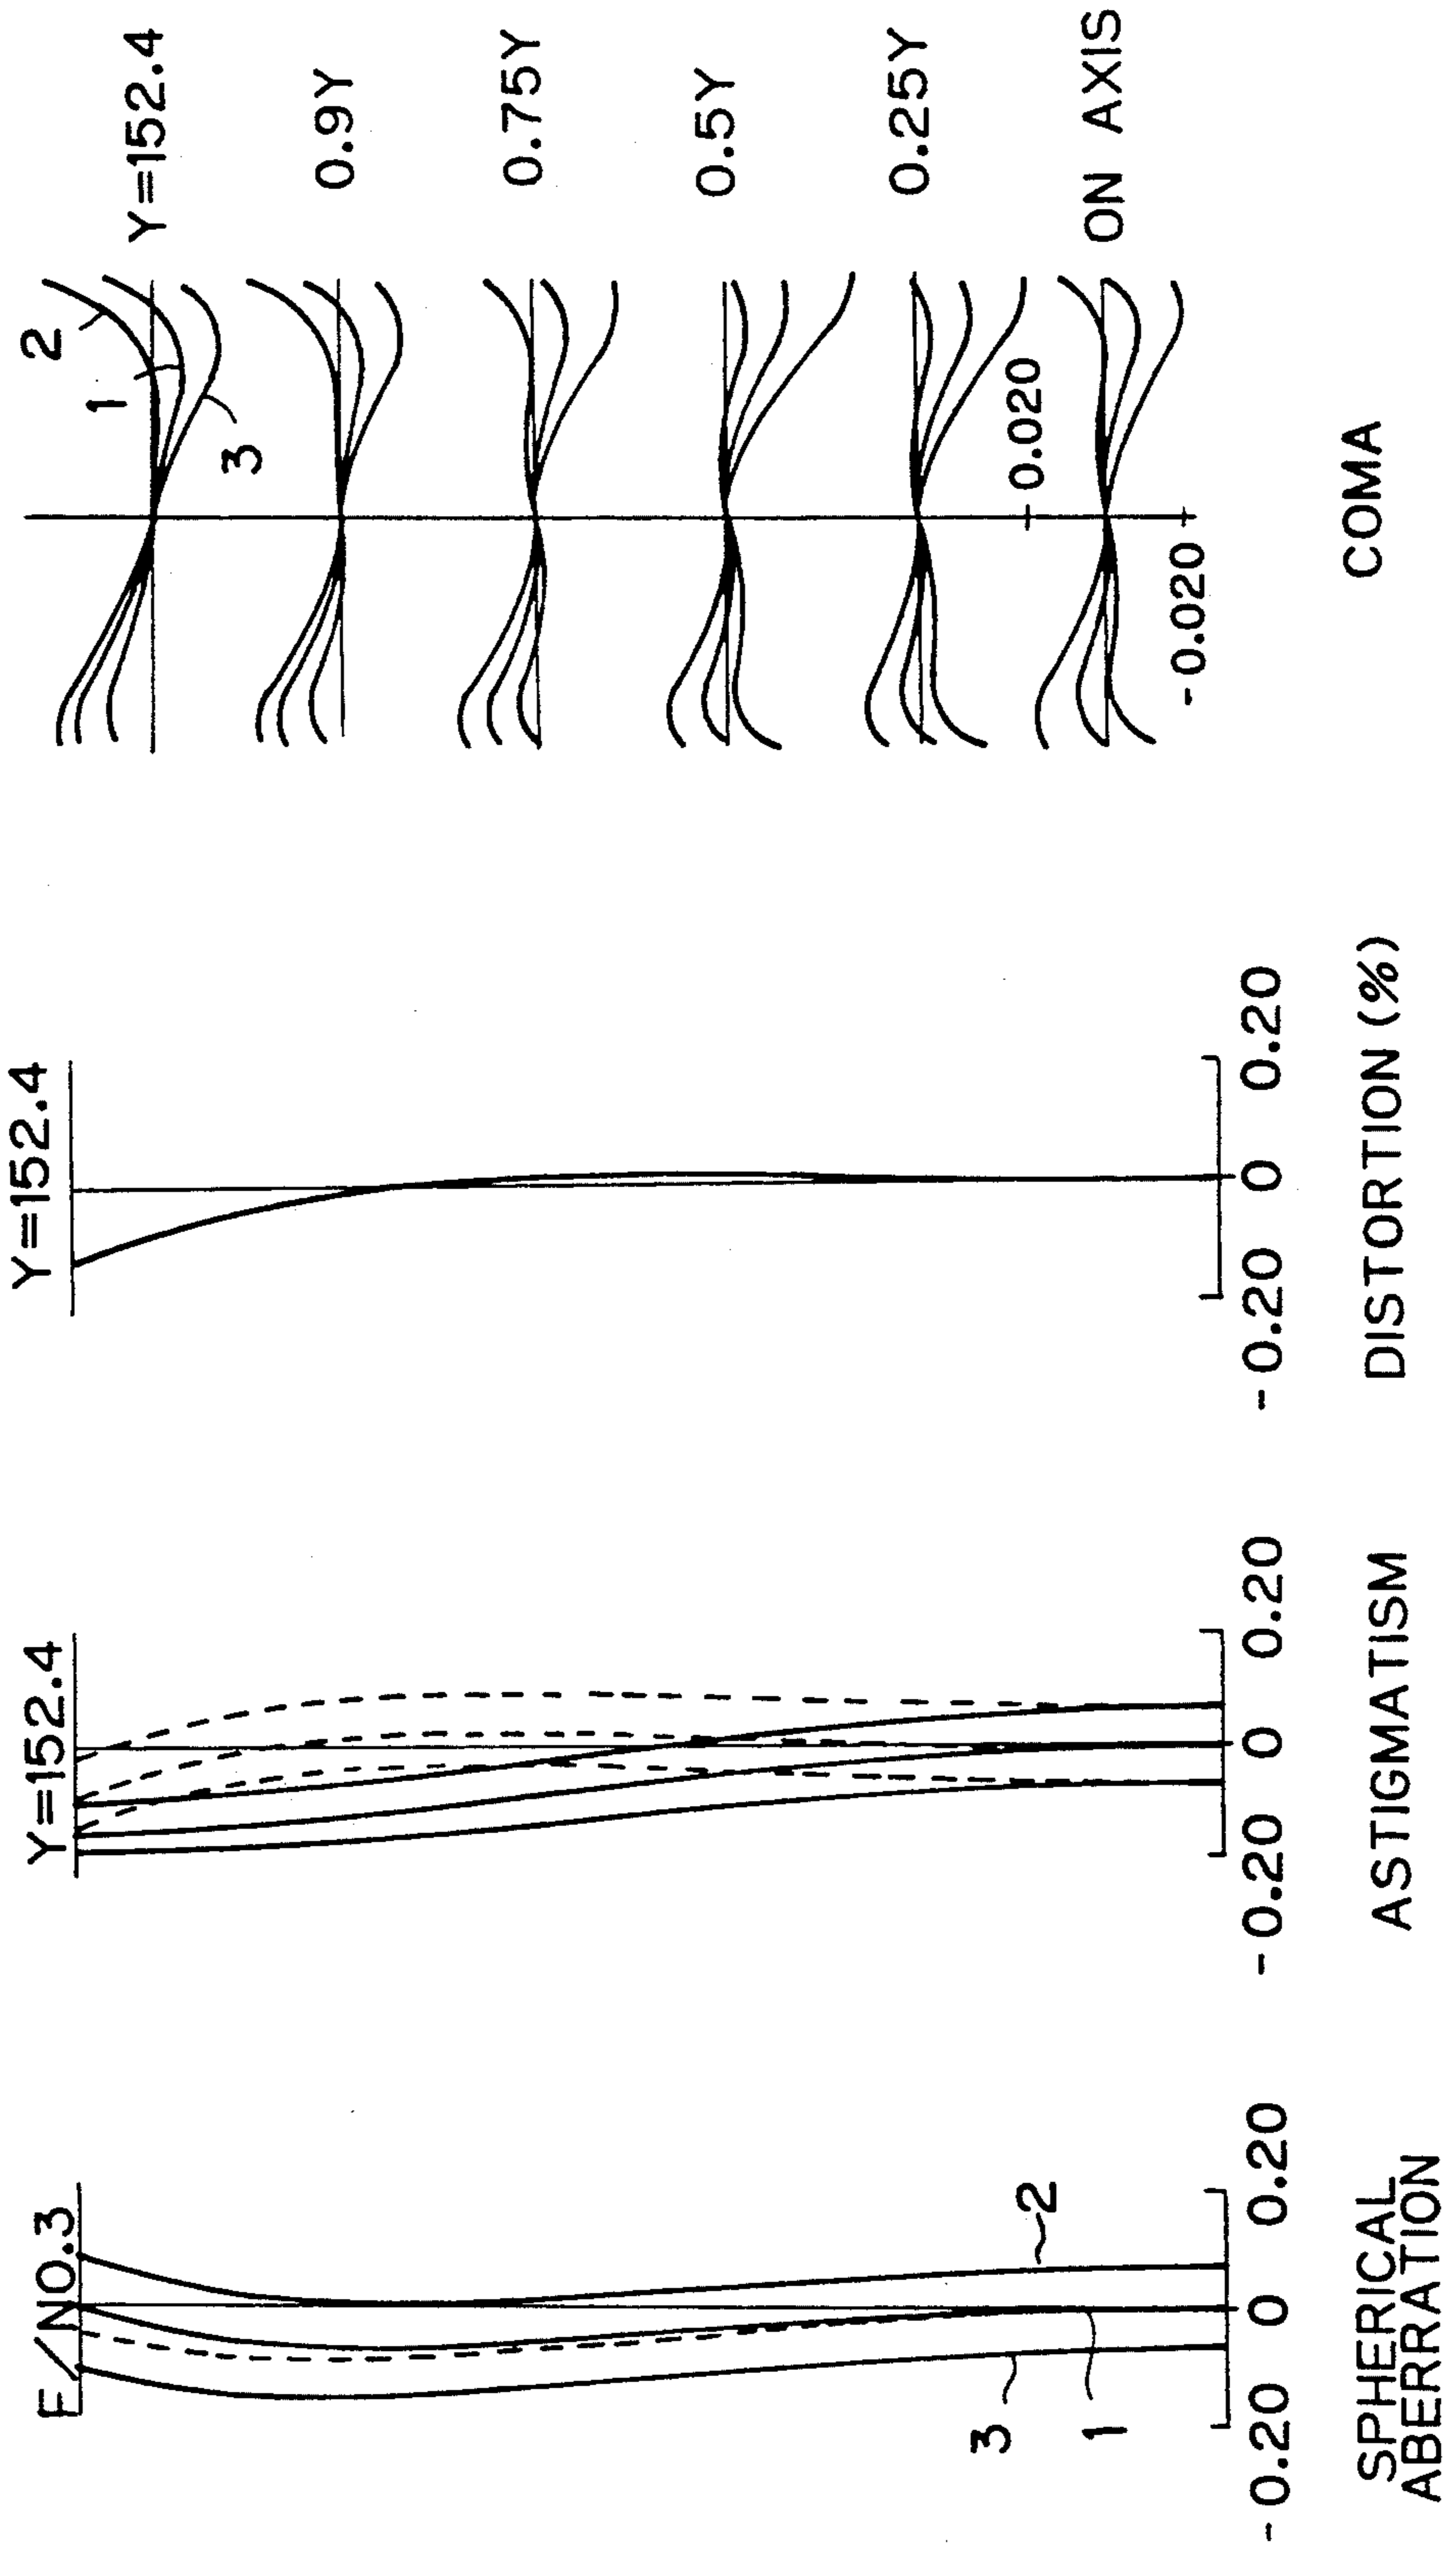 F/NO.3
2
3
1
-0.20 0 0.20
SPHERICAL
ABERRATION
Y=152.4
-0.20 0 0.20
ASTIGMATISM
Y=152.4
-0.20 0 0.20
DISTORTION (%)
2
1
3
Y=152.4
0.9Y
0.75Y
0.5Y
0.25Y
0.020
ON AXIS
-0.020
COMA